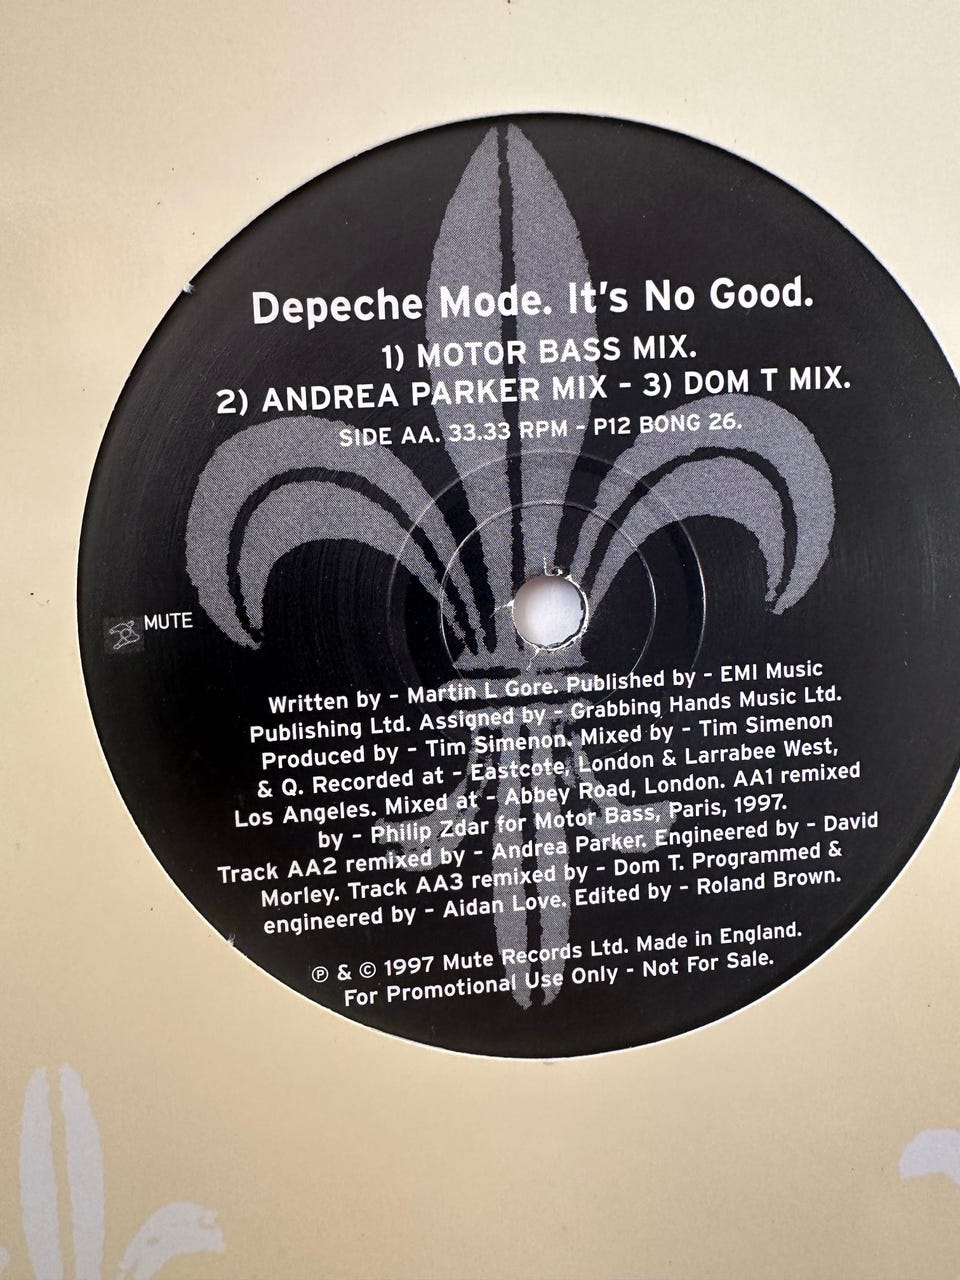 Depeche Mode. It's No Good.
1) MOTOR BASS MIX.
2) ANDREA PARKER MIX - 3) DOM T MIX.
SIDE AA. 33.33 RPM - P12 BONG 26.
MUTE
Written by - Martin L Gore. Published by - EMI Music
Publishing Ltd. Assigned by - Grabbing Hands Music Ltd.
Produced by - Tim Simenon. Mixed by - Tim Simenon
& Q. Recorded at - Eastcote, London & Larrabee West,
Los Angeles. Mixed at - Abbey Road, London. AA1 remixed
by - Philip Zdar for Motor Bass, Paris, 1997.
Track AA2 remixed by - Andrea Parker. Engineered by - David
Morley. Track AA3 remixed by - Dom T. Programmed &
engineered by - Aidan Love. Edited by - Roland Brown.
℗ & © 1997 Mute Records Ltd. Made in England.
For Promotional Use Only - Not For Sale.